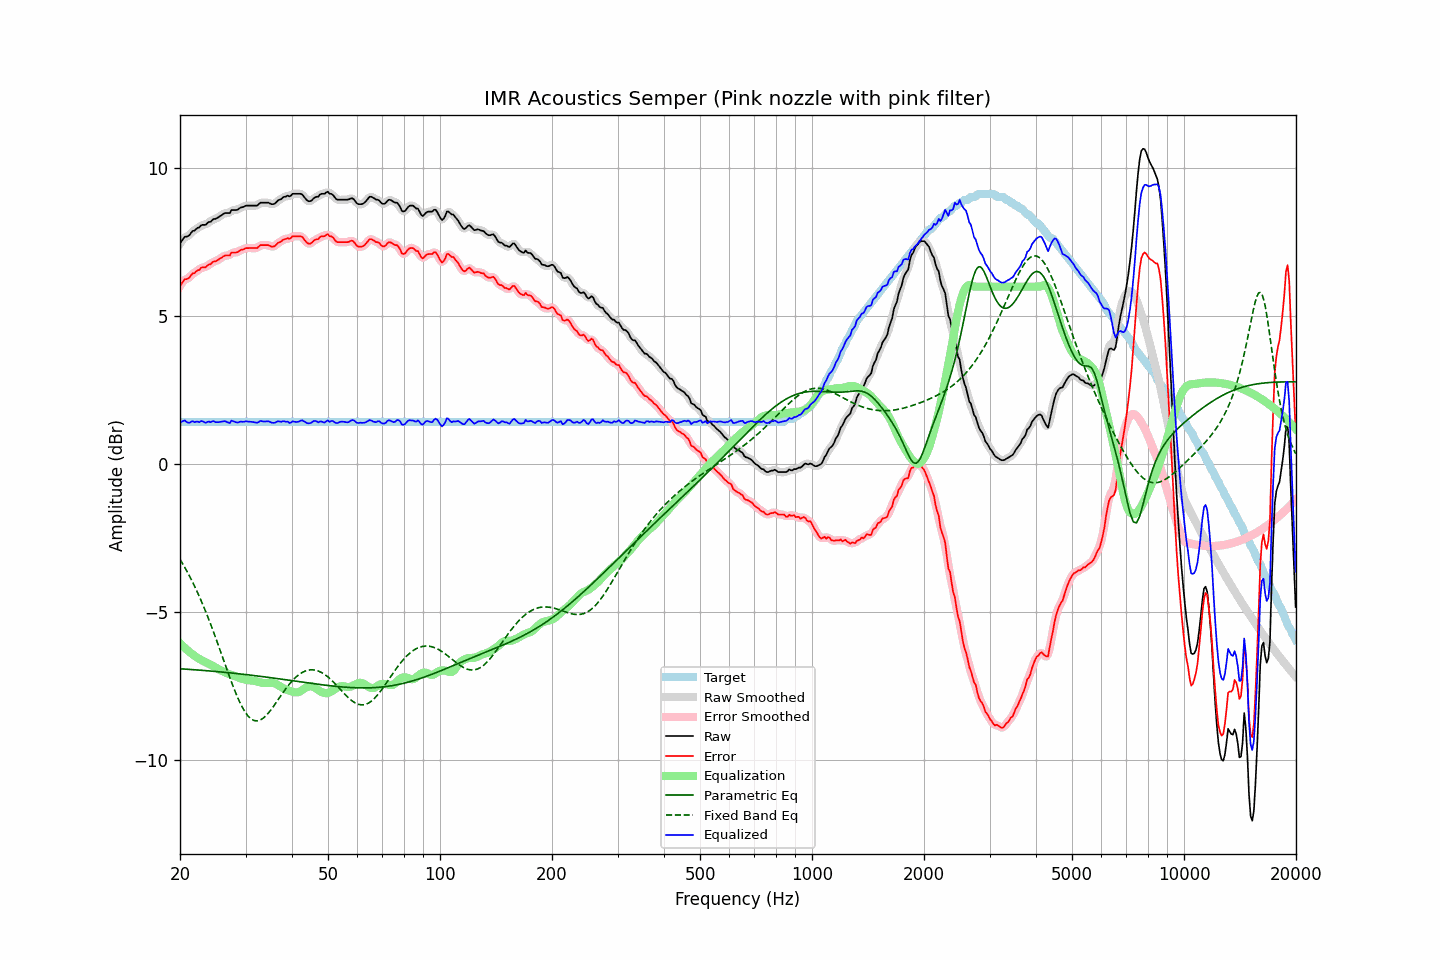 IMR Acoustics Semper (Pink nozzle with pink filter)
Amplitude (dBr)
10
5
0
−5
−10
Target
Raw Smoothed
Error Smoothed
Raw
Error
Equalization
Parametric Eq
Fixed Band Eq
Equalized
20 50 100 200 500 1000 2000 5000 10000 20000
Frequency (Hz)